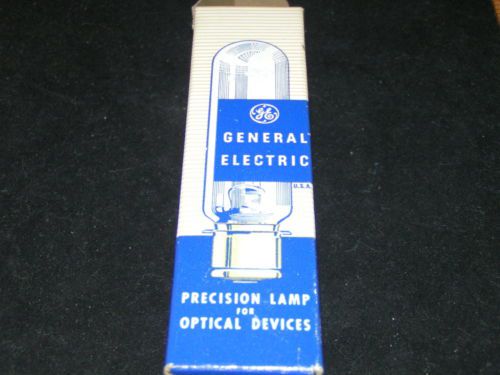 GE
GENERAL
ELECTRIC
U.S.A.
PRECISION LAMP
FOR
OPTICAL DEVICES